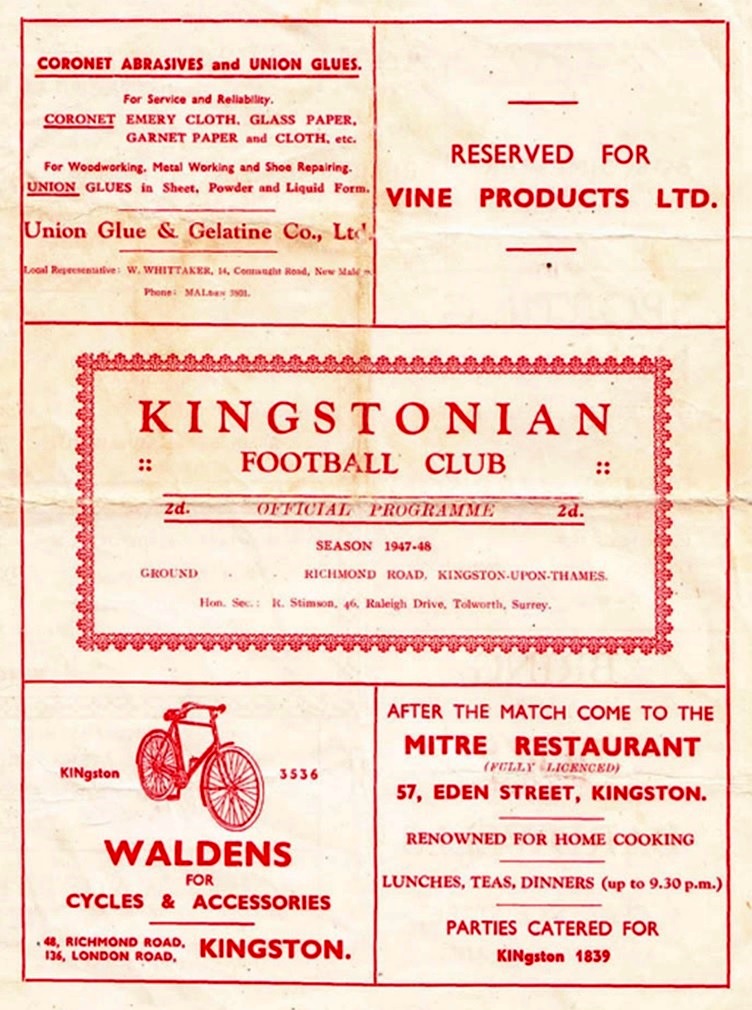 CORONET ABRASIVES and UNION GLUES.
For Service and Reliability.
CORONET EMERY CLOTH, GLASS PAPER,
GARNET PAPER and CLOTH, etc.
For Woodworking, Metal Working and Shoe Repairing.
UNION GLUES in Sheet, Powder and Liquid Form.
Union Glue & Gelatine Co., Ltd.
Local Representative: W. WHITTAKER, 14, Connaught Road, New
Phone: MALden
RESERVED FOR
VINE PRODUCTS LTD.
KINGSTONIAN
:: FOOTBALL CLUB ::
2d. OFFICIAL PROGRAMME 2d.
SEASON 1947-48
GROUND . . RICHMOND ROAD, KINGSTON-UPON-THAMES.
Hon. Sec.: R. Stimson, 46, Raleigh Drive, Tolworth, Surrey.
KINgston 3536
WALDENS
FOR
CYCLES & ACCESSORIES
48, RICHMOND ROAD,
136, LONDON ROAD,
KINGSTON.
AFTER THE MATCH COME TO THE
MITRE RESTAURANT
(FULLY LICENCED)
57, EDEN STREET, KINGSTON.
RENOWNED FOR HOME COOKING
LUNCHES, TEAS, DINNERS (up to 9.30 p.m.)
PARTIES CATERED FOR
KINgston 1839